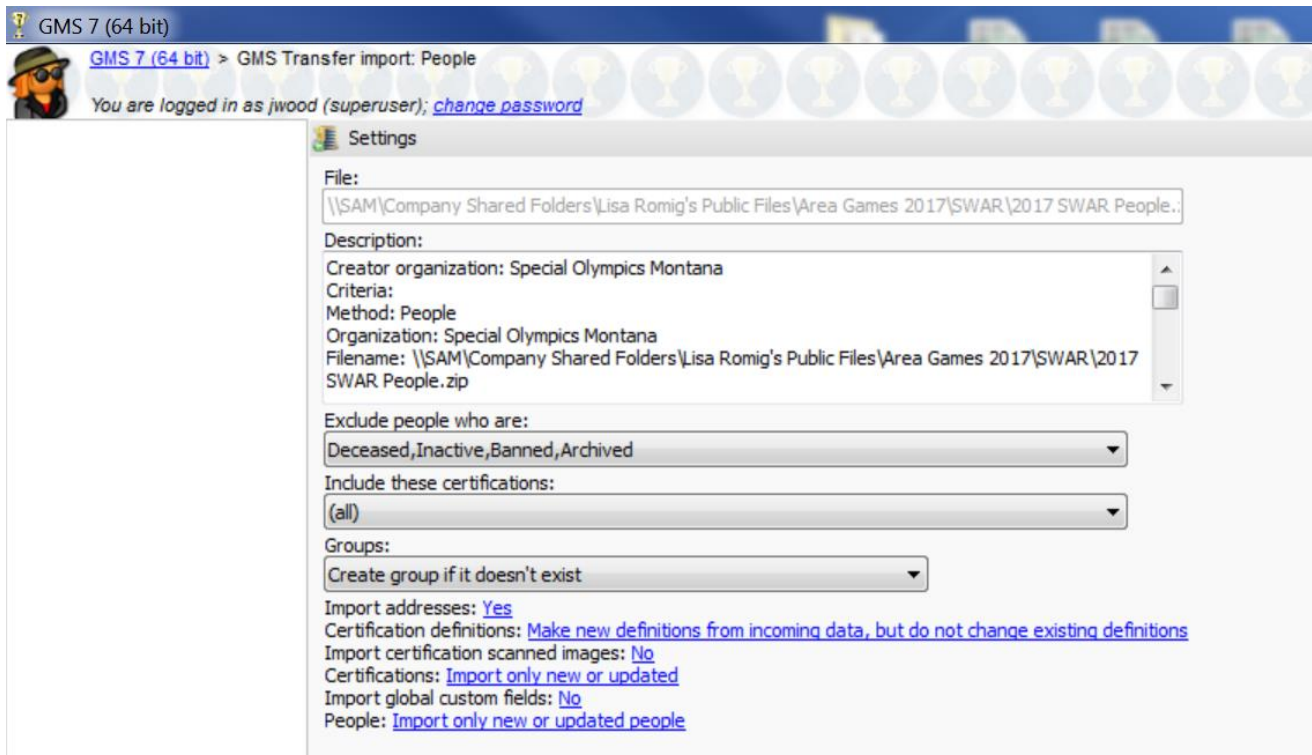 GMS 7 (64 bit)
GMS 7 (64 bit) > GMS Transfer import: People
You are logged in as jwood (superuser); change password
Settings
File:
\\SAM\Company Shared Folders\Lisa Romig's Public Files\Area Games 2017\SWAR\2017 SWAR People.
Description:
Creator organization: Special Olympics Montana
Criteria:
Method: People
Organization: Special Olympics Montana
Filename: \\SAM\Company Shared Folders\Lisa Romig's Public Files\Area Games 2017\SWAR\2017
SWAR People.zip
Exclude people who are:
Deceased,Inactive,Banned,Archived
Include these certifications:
(all)
Groups:
Create group if it doesn't exist
Import addresses: Yes
Certification definitions: Make new definitions from incoming data, but do not change existing definitions
Import certification scanned images: No
Certifications: Import only new or updated
Import global custom fields: No
People: Import only new or updated people